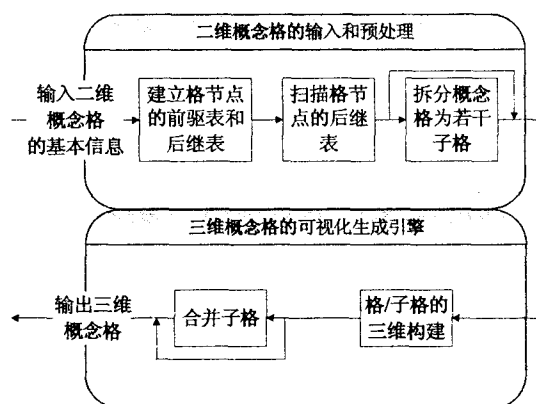 二维概念格的输入和预处理
输入二维
概念格
的基本信息
建立格节点
的前驱表和
后继表
扫描格节
点的后继
表
拆分概念
格为若干
子格
三维概念格的可视化生成引擎
输出三维
概念格
合并子格
格/子格的
三维构建